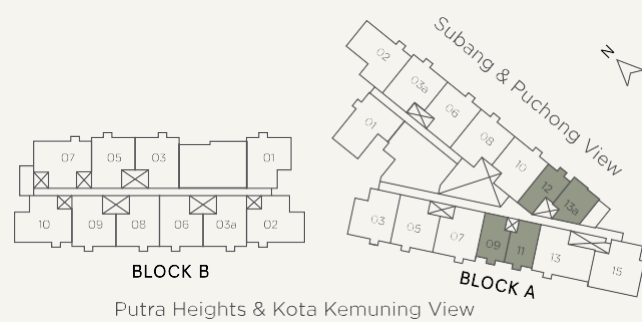 Subang & Puchong View
N
02
03a
06
08
10
12
13a
01
03
05
07
09
11
13
15
BLOCK A
07
05
03
01
10
09
08
06
03a
02
BLOCK B
Putra Heights & Kota Kemuning View